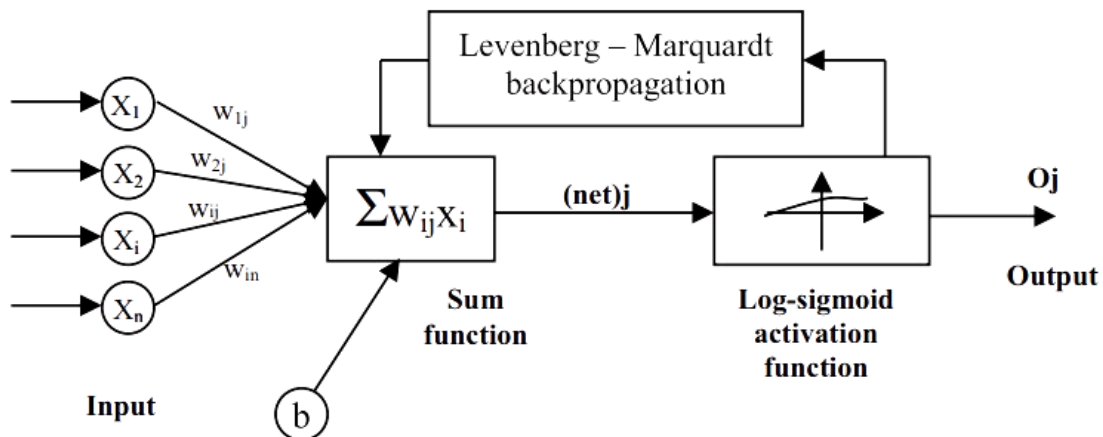 Levenberg – Marquardt
backpropagation
X₁
w₁ⱼ
X₂
w₂ⱼ
Xᵢ
wᵢⱼ
Xₙ
wᵢₙ
∑wᵢⱼxᵢ
(net)j
Oj
Output
Sum
function
Log-sigmoid
activation
function
Input
b